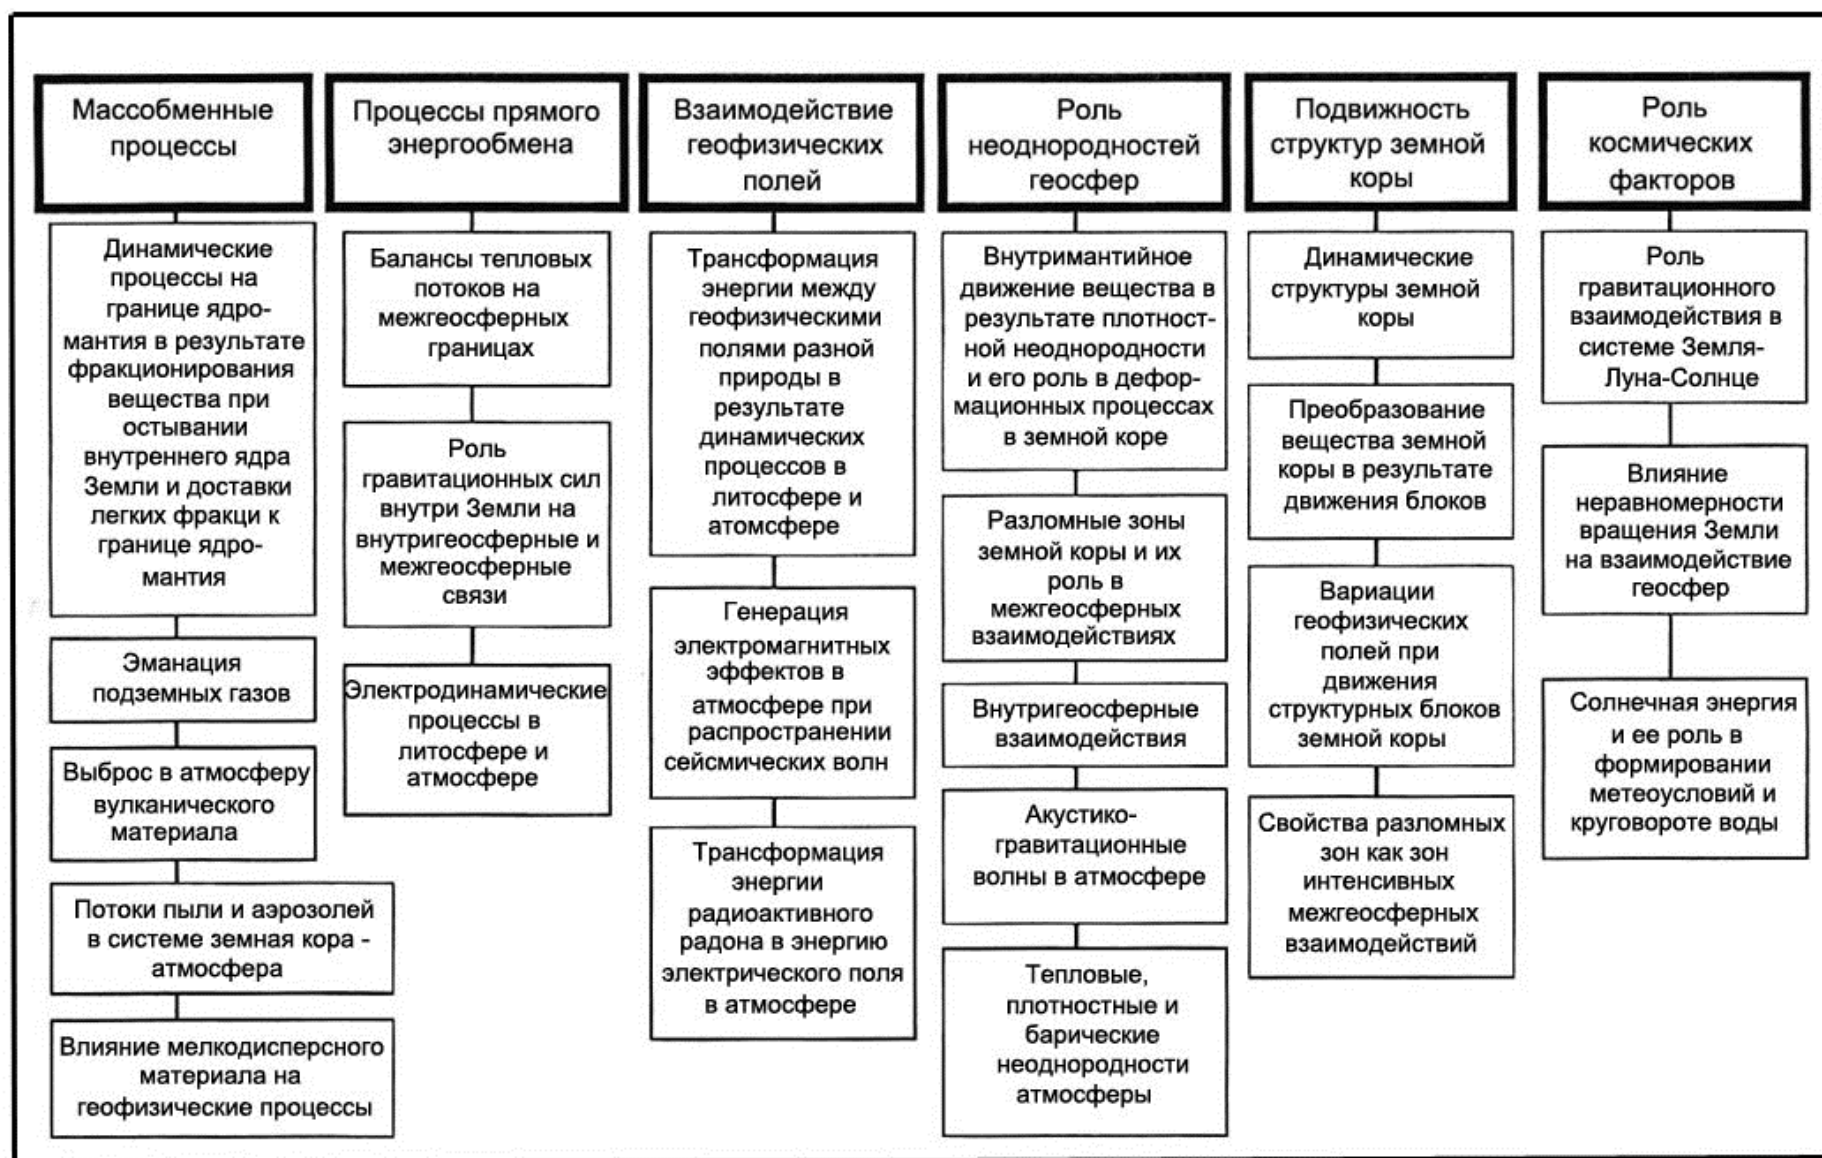 Массобменные
процессы
Динамические
процессы на
границе ядро-
мантия в результате
фракционирования
вещества при
остывании
внутреннего ядра
Земли и доставки
легких фракци к
границе ядро-
мантия
Эманация
подземных газов
Выброс в атмосферу
вулканического
материала
Потоки пыли и аэрозолей
в системе земная кора -
атмосфера
Влияние мелкодисперсного
материала на
геофизические процессы
Процессы прямого
энергообмена
Балансы тепловых
потоков на
межгеосферных
границах
Роль
гравитационных сил
внутри Земли на
внутригеосферные и
межгеосферные
связи
Электродинамические
процессы в
литосфере и
атмосфере
Взаимодействие
геофизических
полей
Трансформация
энергии между
геофизическими
полями разной
природы в
результате
динамических
процессов в
литосфере и
атомсфере
Генерация
электромагнитных
эффектов в
атмосфере при
распространении
сейсмических волн
Трансформация
энергии
радиоактивного
радона в энергию
электрического поля
в атмосфере
Роль
неоднородностей
геосфер
Внутримантийное
движение вещества в
результате плотност-
ной неоднородности
и его роль в дефор-
мационных процессах
в земной коре
Разломные зоны
земной коры и их
роль в
межгеосферных
взаимодействиях
Внутригеосферные
взаимодействия
Акустико-
гравитационные
волны в атмосфере
Тепловые,
плотностные и
барические
неоднородности
атмосферы
Подвижность
структур земной
коры
Динамические
структуры земной
коры
Преобразование
вещества земной
коры в результате
движения блоков
Вариации
геофизических
полей при
движения
структурных блоков
земной коры
Свойства разломных
зон как зон
интенсивных
межгеосферных
взаимодействий
Роль
космических
факторов
Роль
гравитационного
взаимодействия в
системе Земля-
Луна-Солнце
Влияние
неравномерности
вращения Земли
на взаимодействие
геосфер
Солнечная энергия
и ее роль в
формировании
метеоусловий и
круговороте воды